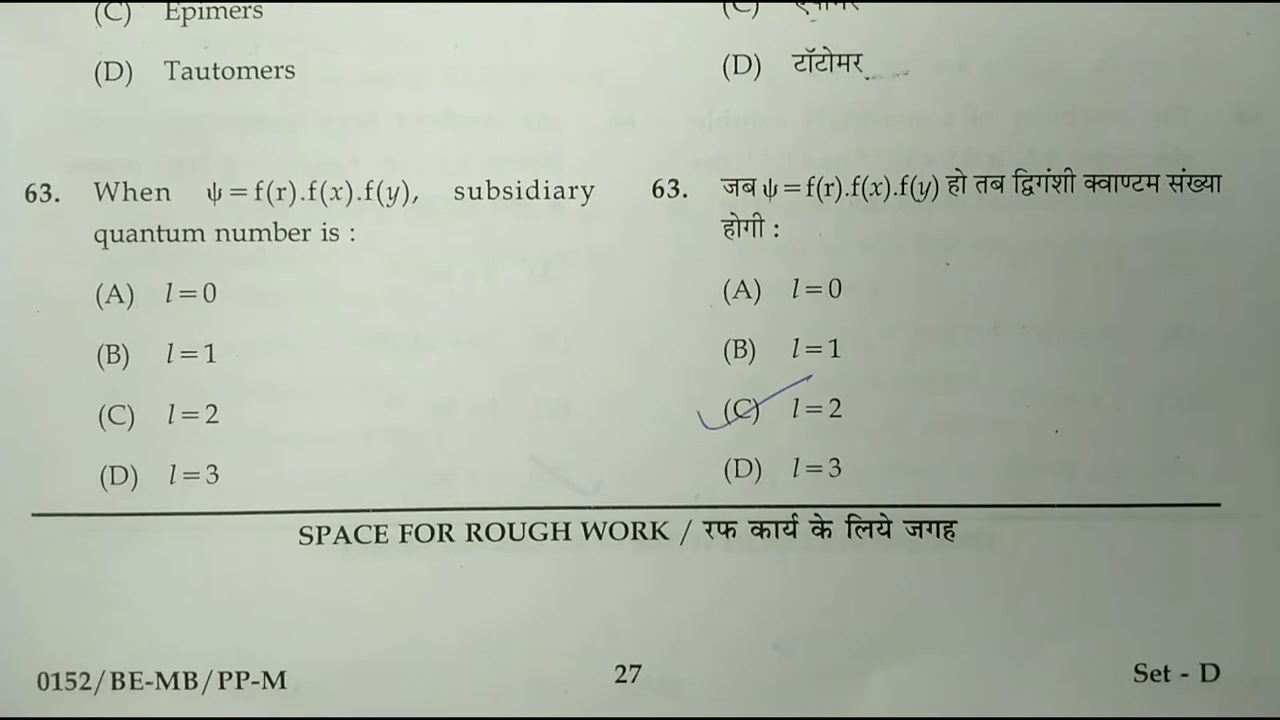 (C) Epimers
(D) Tautomers
63. When ψ=f(r).f(x).f(y), subsidiary
quantum number is :
(A) l=0
(B) l=1
(C) l=2
(D) l=3
(C)
(D) टॉटोमर
63. जब ψ=f(r).f(x).f(y) हो तब द्विगंशी क्वाण्टम संख्या
होगी :
(A) l=0
(B) l=1
(C) l=2
(D) l=3
SPACE FOR ROUGH WORK / रफ कार्य के लिये जगह
0152/BE-MB/PP-M
27
Set - D